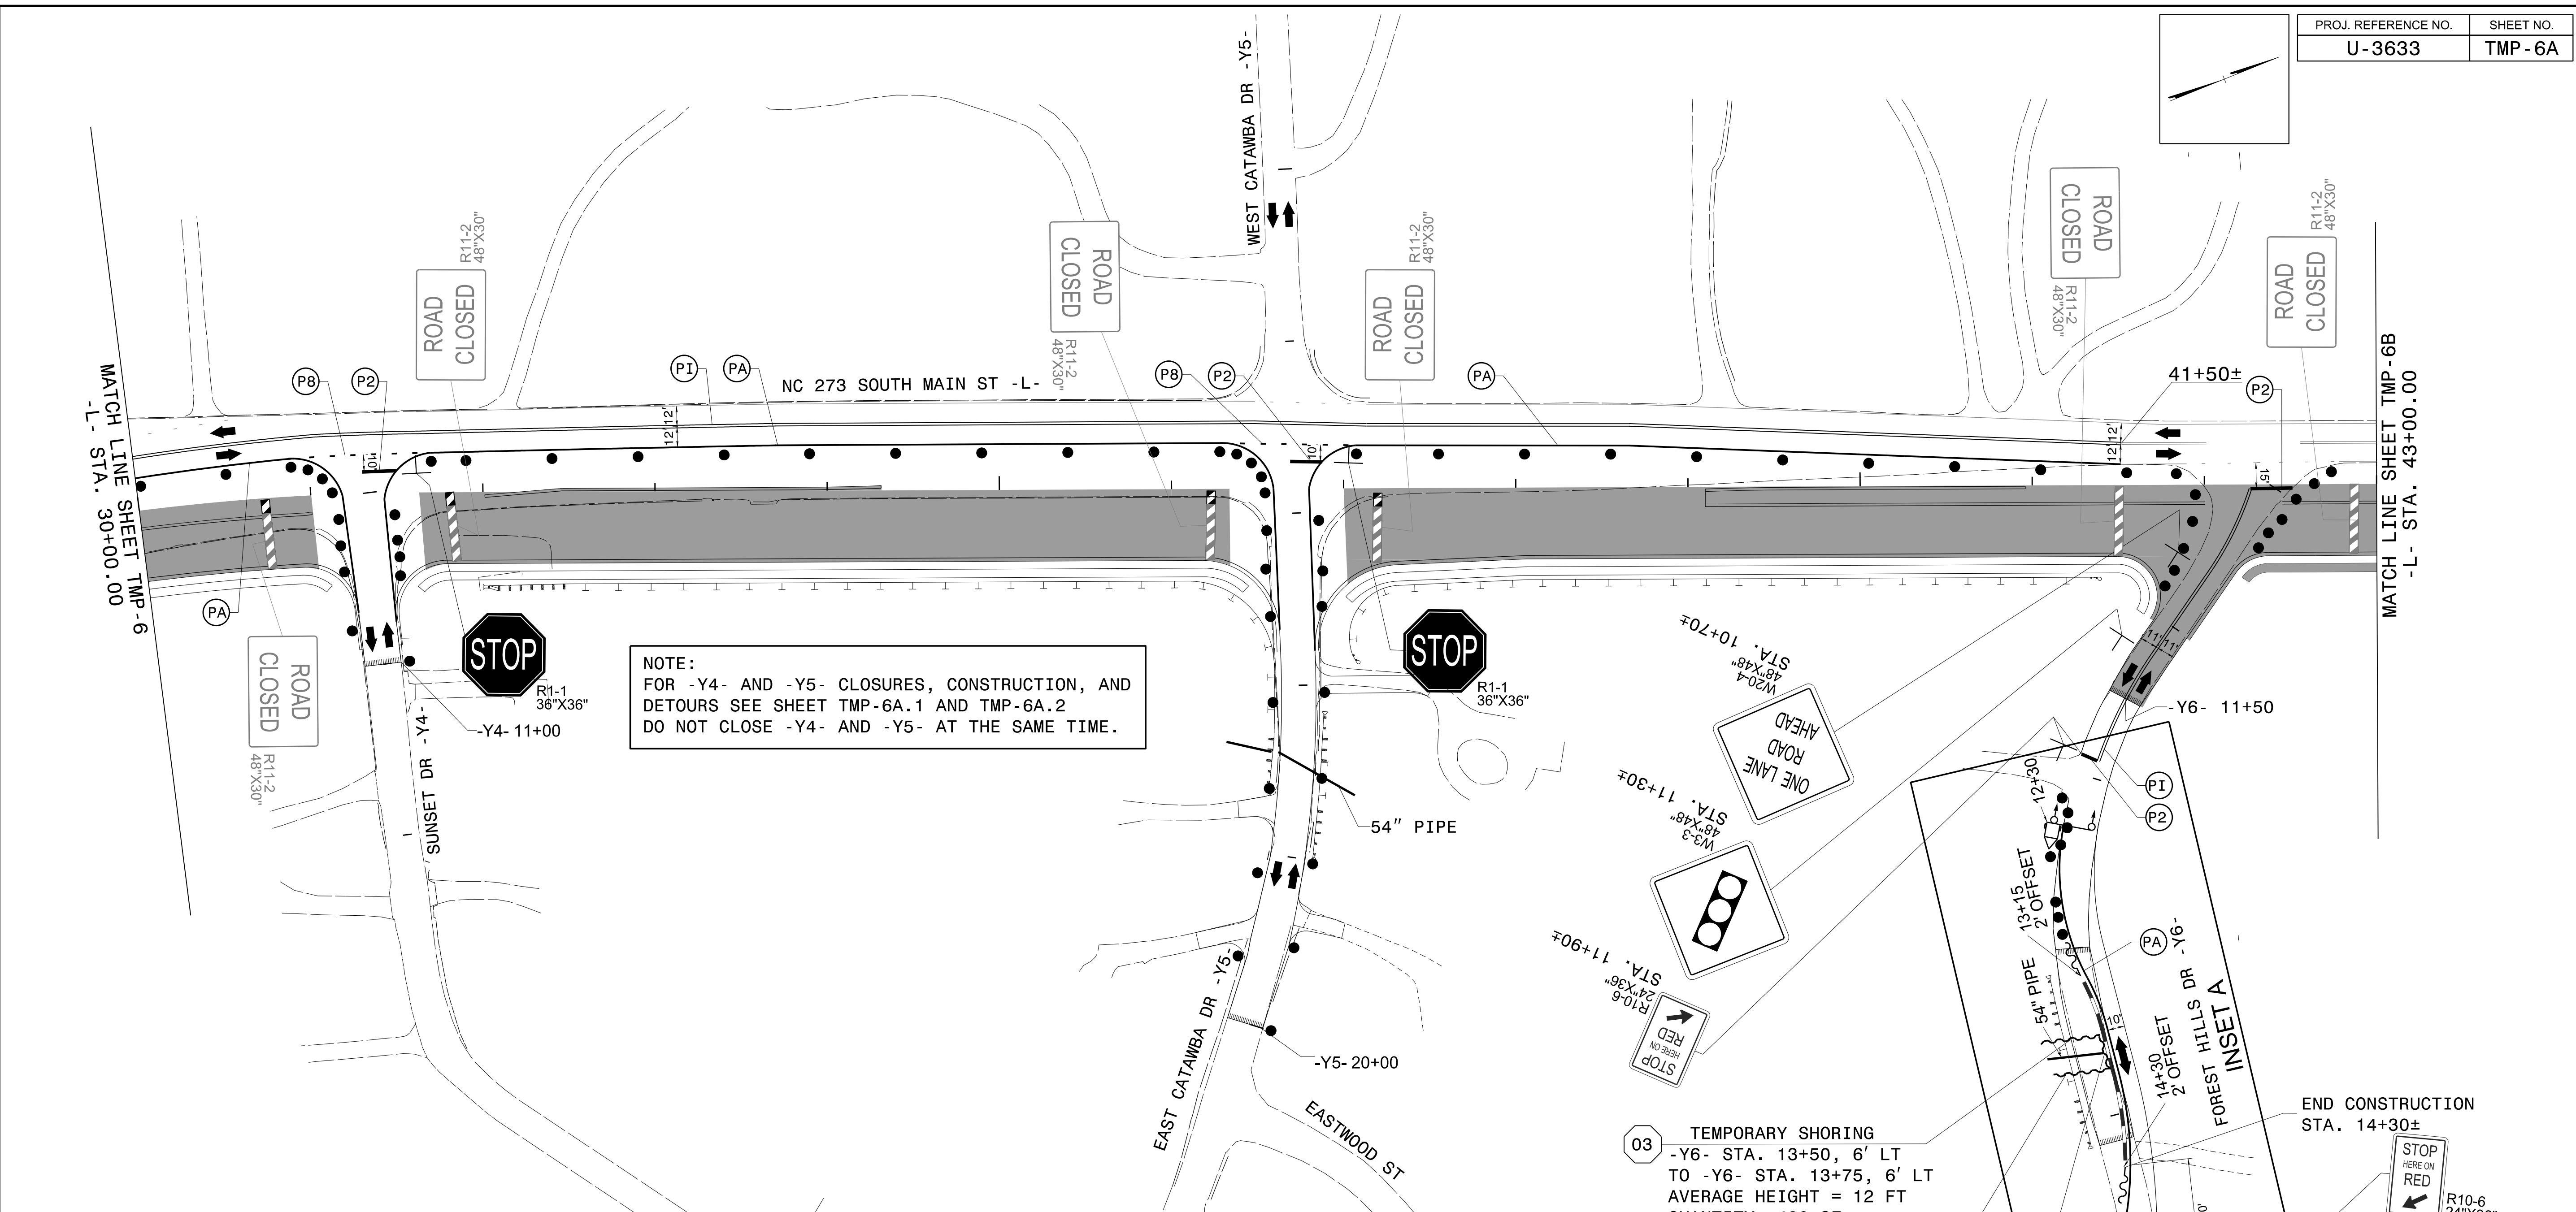 PROJ. REFERENCE NO.
SHEET NO.
U-3633
TMP-6A
WEST CATAWBA DR -Y5-
R11-2
48"X30"
ROAD
CLOSED
ROAD
CLOSED
R11-2
48"X30"
R11-2
48"X30"
ROAD
CLOSED
ROAD
CLOSED
R11-2
48"X30"
R11-2
48"X30"
ROAD
CLOSED
MATCH LINE SHEET TMP-6
-L- STA. 30+00.00
P8
P2
PI
PA
NC 273 SOUTH MAIN ST -L-
P8
P2
PA
41+50±
P2
MATCH LINE SHEET TMP-6B
-L- STA. 43+00.00
12'
12'
12'
12'
10'
10'
15'
PA
ROAD
CLOSED
R11-2
48"X30"
STOP
R1-1
36"X36"
-Y4- 11+00
SUNSET DR -Y4-
NOTE:
FOR -Y4- AND -Y5- CLOSURES, CONSTRUCTION, AND
DETOURS SEE SHEET TMP-6A.1 AND TMP-6A.2
DO NOT CLOSE -Y4- AND -Y5- AT THE SAME TIME.
STOP
R1-1
36"X36"
54" PIPE
-Y5- 20+00
EAST CATAWBA DR -Y5-
EASTWOOD ST
STA. 10+70±
48"X48"
W20-4
ONE LANE
ROAD
AHEAD
STA. 11+30±
48"X48"
W3-3
STA. 11+90±
24"X36"
R10-6
STOP
HERE ON
RED
11'
11'
-Y6- 11+50
PI
P2
12+30
13+15
2' OFFSET
PA
54" PIPE
10'
14+30
2' OFFSET
FOREST HILLS DR -Y6-
INSET A
END CONSTRUCTION
STA. 14+30±
STOP
HERE ON
RED
R10-6
03
TEMPORARY SHORING
-Y6- STA. 13+50, 6' LT
TO -Y6- STA. 13+75, 6' LT
AVERAGE HEIGHT = 12 FT